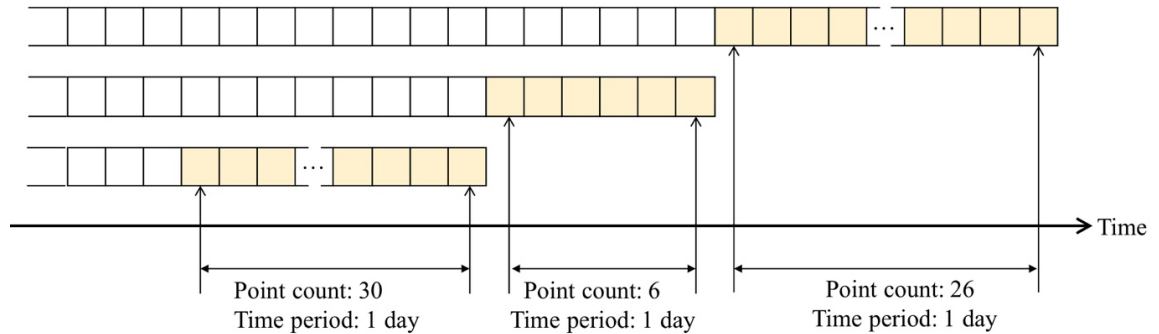 ...
...
Time
Point count: 30
Time period: 1 day
Point count: 6
Time period: 1 day
Point count: 26
Time period: 1 day